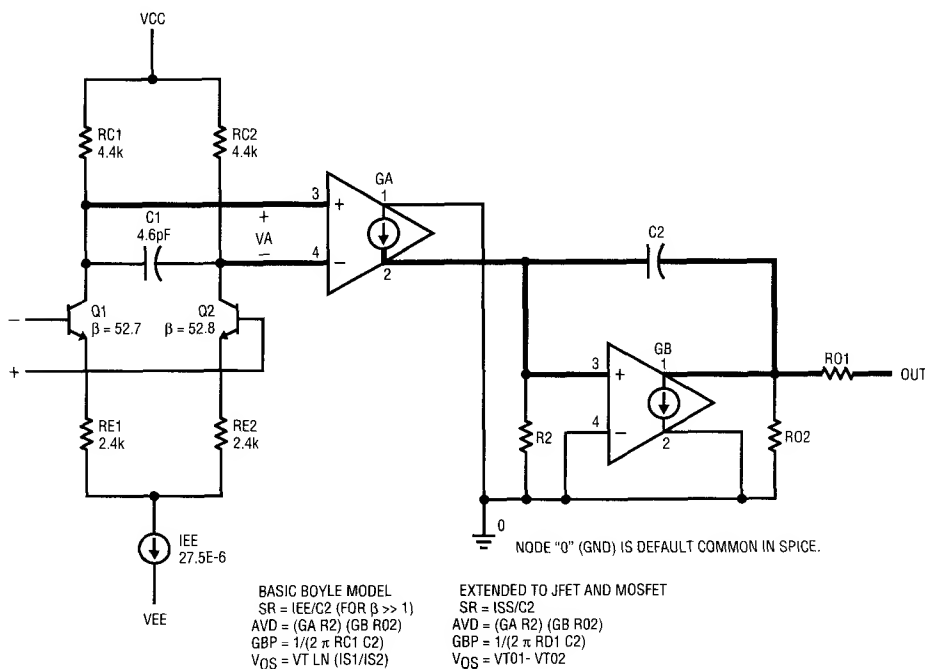 VCC
RC1
4.4k
RC2
4.4k
GA
3
+
1
C1
4.6pF
+
VA
−
4
−
2
C2
Q1
β = 52.7
Q2
β = 52.8
−
+
GB
3
+
1
4
−
2
RO1
OUT
R2
RO2
RE1
2.4k
RE2
2.4k
0
NODE "0" (GND) IS DEFAULT COMMON IN SPICE.
IEE
27.5E-6
VEE
BASIC BOYLE MODEL
SR = IEE/C2 (FOR β >> 1)
AVD = (GA R2) (GB RO2)
GBP = 1/(2 π RC1 C2)
VOS = VT LN (IS1/IS2)
EXTENDED TO JFET AND MOSFET
SR = ISS/C2
AVD = (GA R2) (GB RO2)
GBP = 1/(2 π RD1 C2)
VOS = VT01- VT02